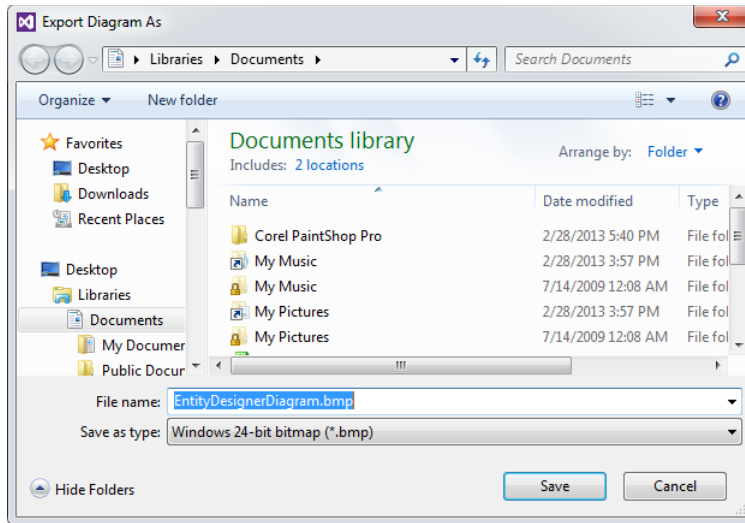 Export Diagram As
Libraries Documents
Search Documents
Organize New folder
Favorites
Desktop
Downloads
Recent Places
Desktop
Libraries
Documents
My Documer
Public Docur
Documents library
Includes: 2 locations
Arrange by: Folder
Name Date modified Type
Corel PaintShop Pro 2/28/2013 5:40 PM File fol
My Music 2/28/2013 3:57 PM File fol
My Music 7/14/2009 12:08 AM File fol
My Pictures 2/28/2013 3:57 PM File fol
My Pictures 7/14/2009 12:08 AM File fol
File name: EntityDesignerDiagram.bmp
Save as type: Windows 24-bit bitmap (*.bmp)
Hide Folders
Save Cancel